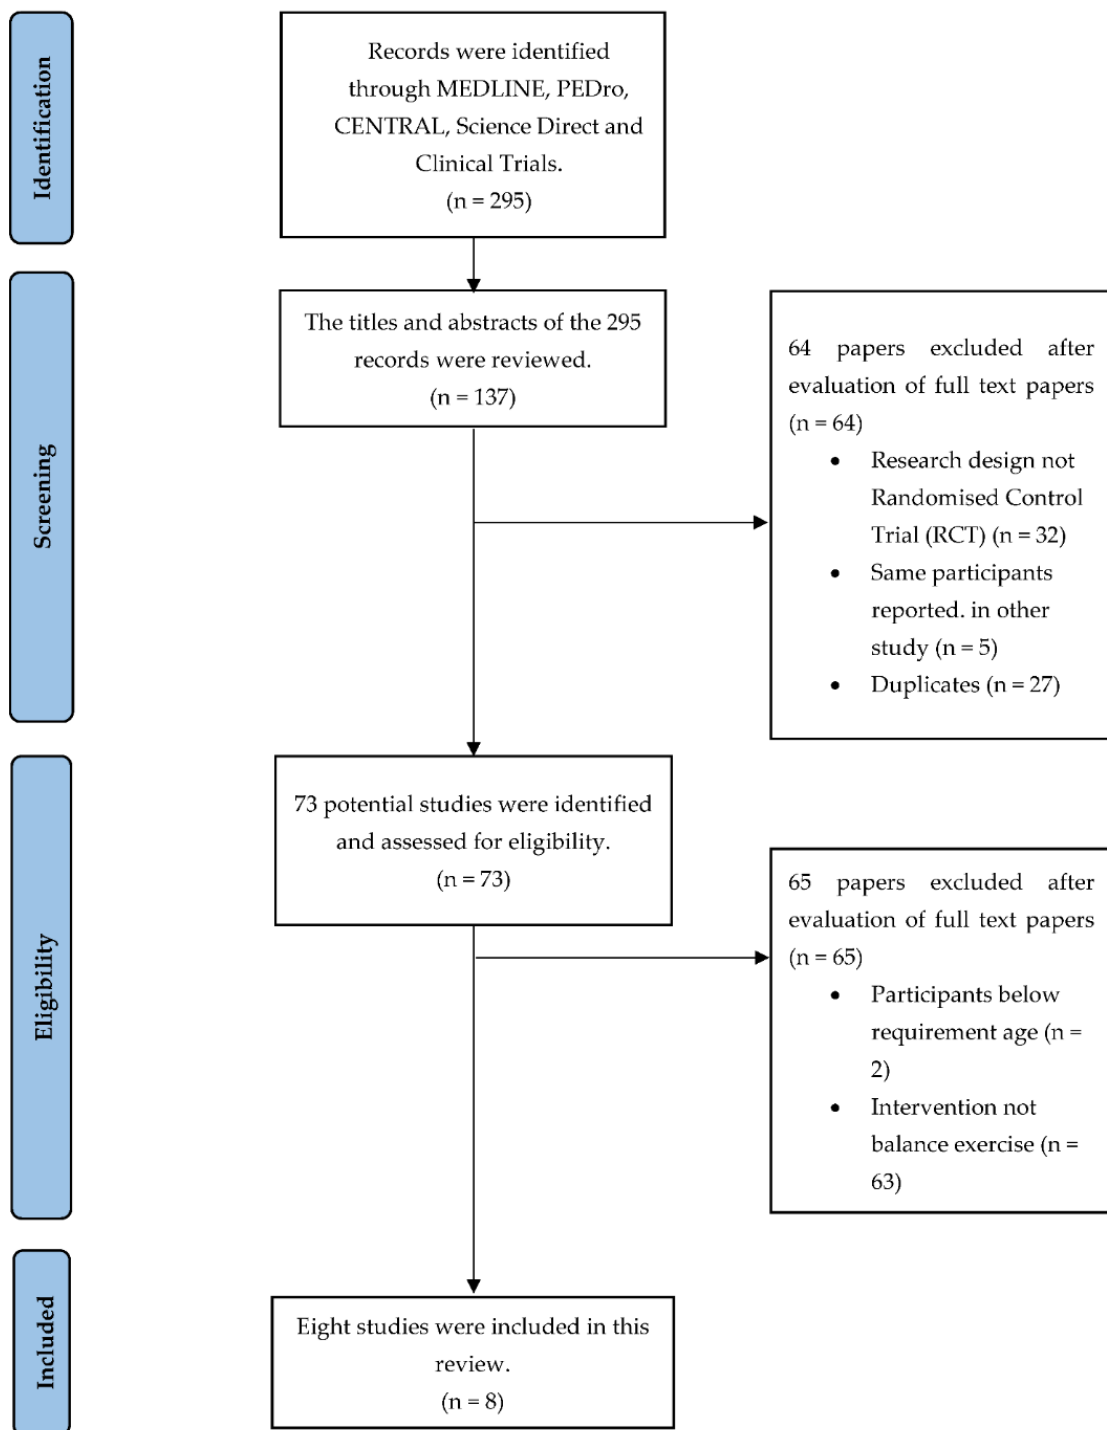 Identification
Records were identified
through MEDLINE, PEDro,
CENTRAL, Science Direct and
Clinical Trials.
(n = 295)
Screening
The titles and abstracts of the 295
records were reviewed.
(n = 137)
64 papers excluded after
evaluation of full text papers
(n = 64)
• Research design not
Randomised Control
Trial (RCT) (n = 32)
• Same participants
reported. in other
study (n = 5)
• Duplicates (n = 27)
Eligibility
73 potential studies were identified
and assessed for eligibility.
(n = 73)
65 papers excluded after
evaluation of full text papers
(n = 65)
• Participants below
requirement age (n =
2)
• Intervention not
balance exercise (n =
63)
Included
Eight studies were included in this
review.
(n = 8)